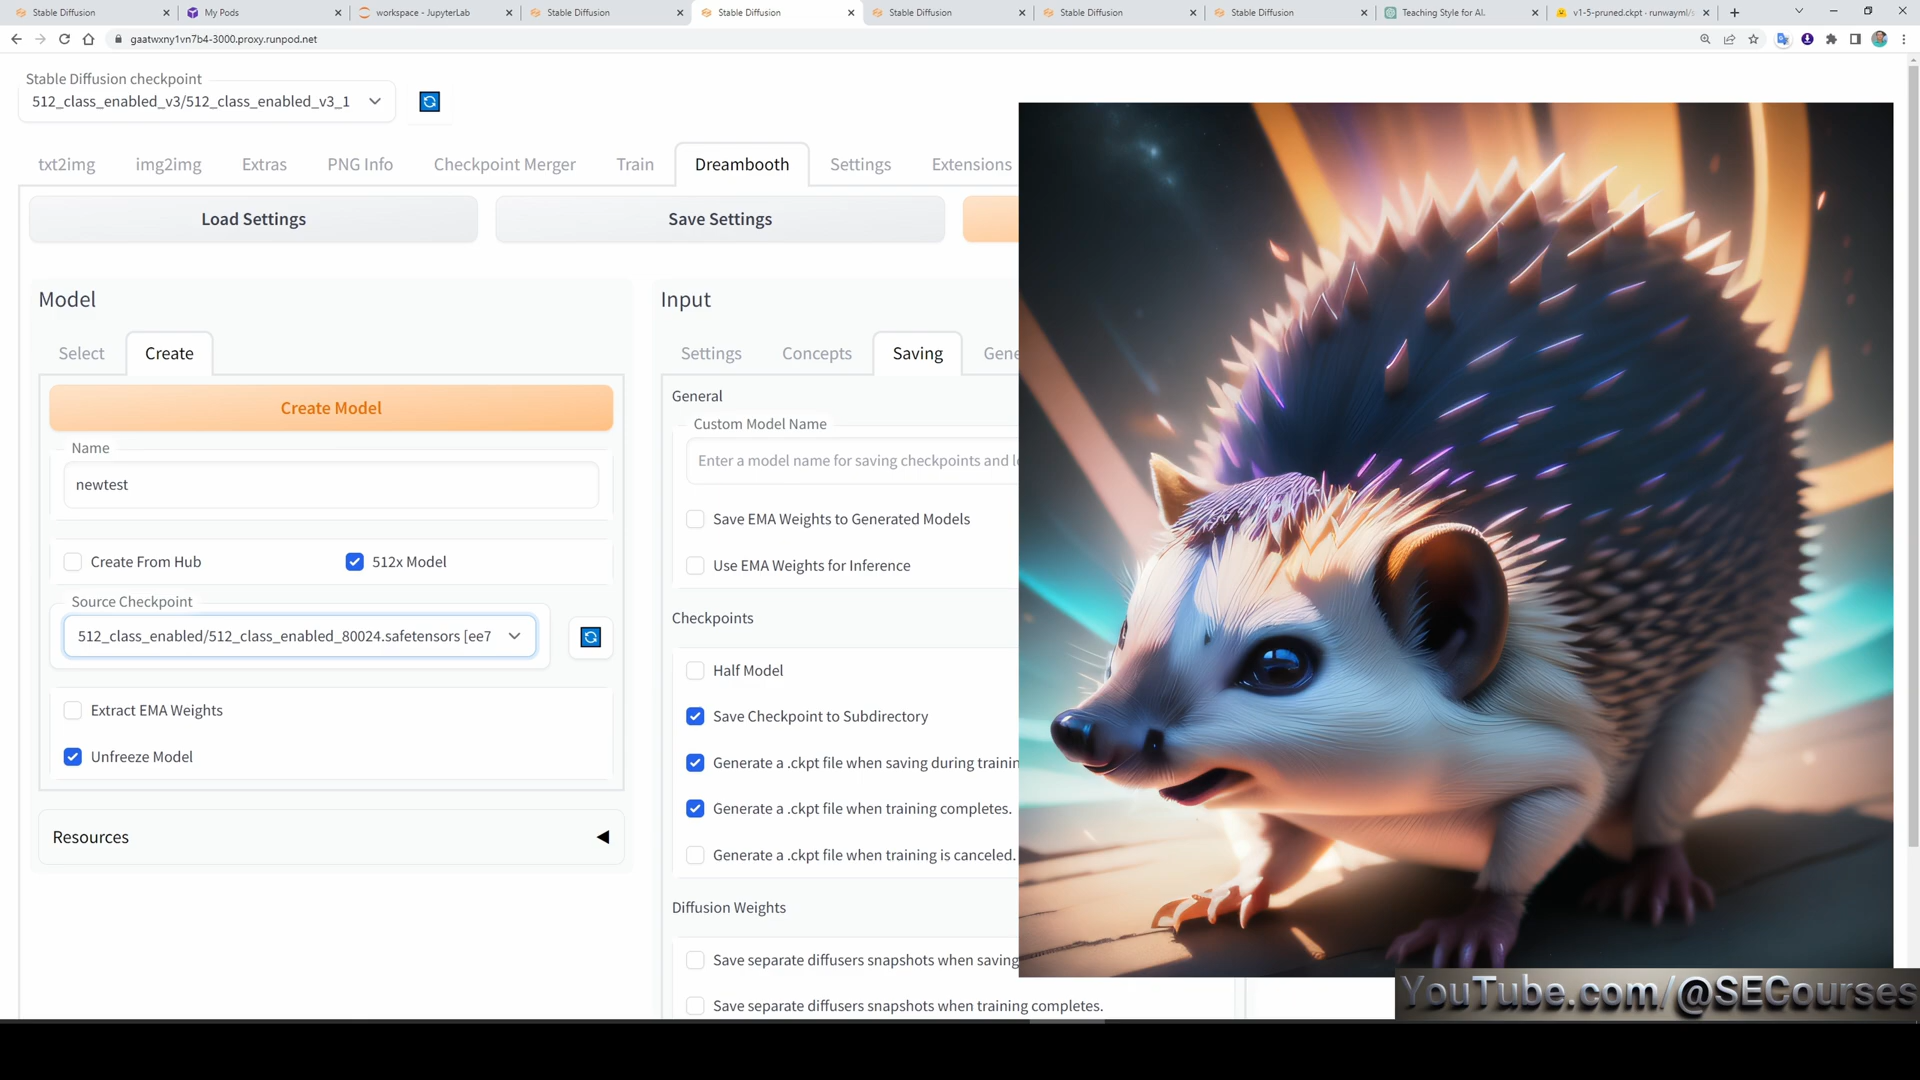 Stable Diffusion
My Pods
workspace - JupyterLab
Stable Diffusion
Stable Diffusion
Stable Diffusion
Stable Diffusion
Stable Diffusion
Teaching Style for AI.
v1-5-pruned.ckpt · runwayml/s
gaatwxny1vn7b4-3000.proxy.runpod.net
Stable Diffusion checkpoint
512_class_enabled_v3/512_class_enabled_v3_1
txt2img
img2img
Extras
PNG Info
Checkpoint Merger
Train
Dreambooth
Settings
Extensions
Load Settings
Save Settings
Model
Select
Create
Create Model
Name
newtest
Create From Hub
512x Model
Source Checkpoint
512_class_enabled/512_class_enabled_80024.safetensors [ee7
Extract EMA Weights
Unfreeze Model
Resources
Input
Settings
Concepts
Saving
Gene
General
Custom Model Name
Enter a model name for saving checkpoints and l
Save EMA Weights to Generated Models
Use EMA Weights for Inference
Checkpoints
Half Model
Save Checkpoint to Subdirectory
Generate a .ckpt file when saving during trainin
Generate a .ckpt file when training completes.
Generate a .ckpt file when training is canceled.
Diffusion Weights
Save separate diffusers snapshots when saving
Save separate diffusers snapshots when training completes.
YouTube.com/@SECourses